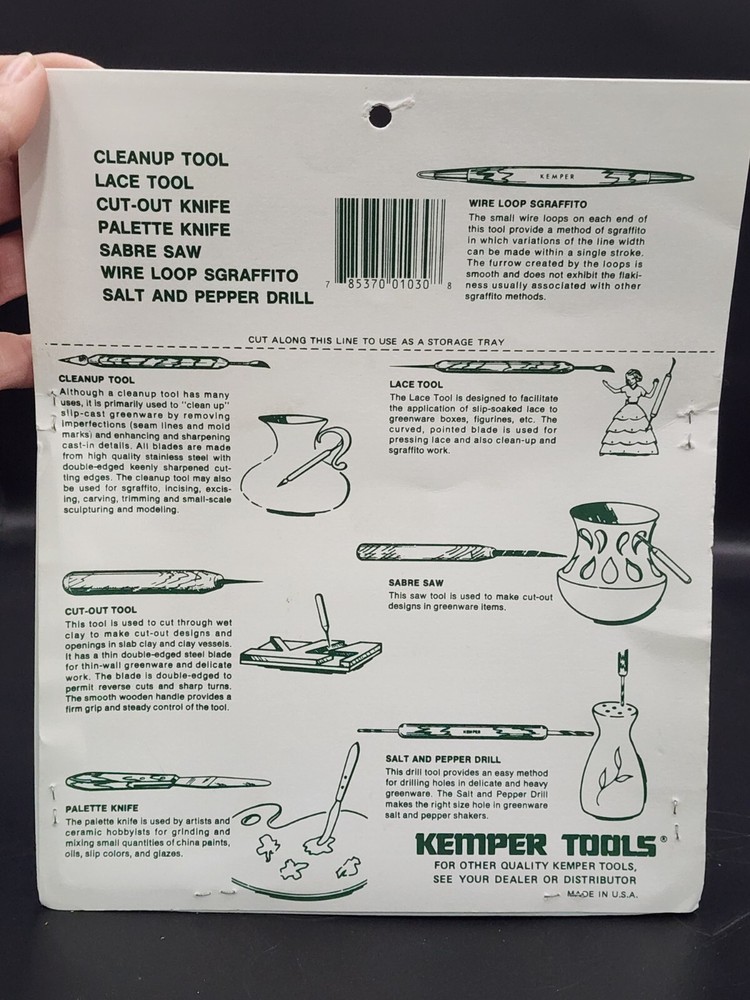 CLEANUP TOOL
LACE TOOL
CUT-OUT KNIFE
PALETTE KNIFE
SABRE SAW
WIRE LOOP SGRAFFITO
SALT AND PEPPER DRILL
7 85370 01030 8
KEMPER
WIRE LOOP SGRAFFITO
The small wire loops on each end of
this tool provide a method of sgraffito
in which variations of the line width
can be made within a single stroke.
The furrow created by the loops is
smooth and does not exhibit the flaki-
ness usually associated with other
sgraffito methods.
CUT ALONG THIS LINE TO USE AS A STORAGE TRAY
CLEANUP TOOL
Although a cleanup tool has many
uses, it is primarily used to "clean up"
slip-cast greenware by removing
imperfections (seam lines and mold
marks) and enhancing and sharpening
cast-in details. All blades are made
from high quality stainless steel with
double-edged keenly sharpened cut-
ting edges. The cleanup tool may also
be used for sgraffito, incising, excis-
ing, carving, trimming and small-scale
sculpturing and modeling.
LACE TOOL
The Lace Tool is designed to facilitate
the application of slip-soaked lace to
greenware boxes, figurines, etc. The
curved, pointed blade is used for
pressing lace and also clean-up and
sgraffito work.
SABRE SAW
This saw tool is used to make cut-out
designs in greenware items.
CUT-OUT TOOL
This tool is used to cut through wet
clay to make cut-out designs and
openings in slab clay and clay vessels.
It has a thin double-edged steel blade
for thin-wall greenware and delicate
work. The blade is double-edged to
permit reverse cuts and sharp turns.
The smooth wooden handle provides a
firm grip and steady control of the tool.
KEMPER
SALT AND PEPPER DRILL
This drill tool provides an easy method
for drilling holes in delicate and heavy
greenware. The Salt and Pepper Drill
makes the right size hole in greenware
salt and pepper shakers.
PALETTE KNIFE
The palette knife is used by artists and
ceramic hobbyists for grinding and
mixing small quantities of china paints,
oils, slip colors, and glazes.
KEMPER TOOLS®
FOR OTHER QUALITY KEMPER TOOLS,
SEE YOUR DEALER OR DISTRIBUTOR
MADE IN U.S.A.